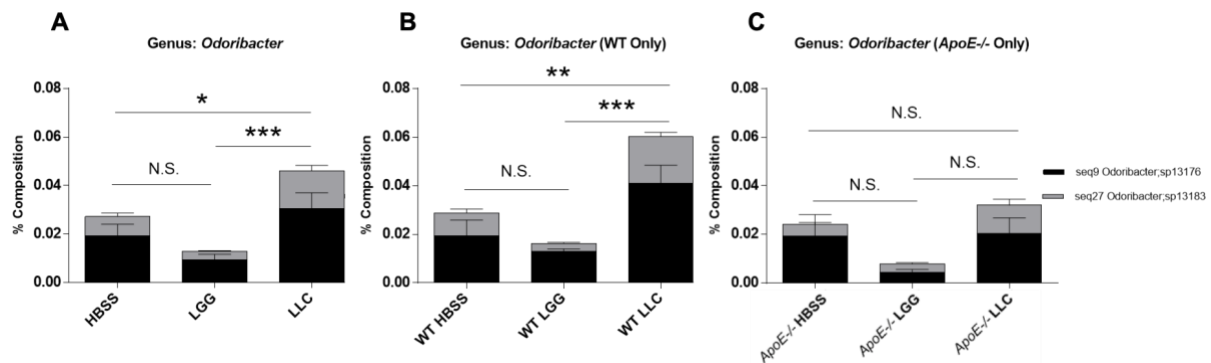 A
Genus: Odoribacter
% Composition
0.08
0.06
0.04
0.02
0.00
*
***
N.S.
HBSS
LGG
LLC
B
Genus: Odoribacter (WT Only)
% Composition
0.08
0.06
0.04
0.02
0.00
**
***
N.S.
WT HBSS
WT LGG
WT LLC
C
Genus: Odoribacter (ApoE-/- Only)
% Composition
0.08
0.06
0.04
0.02
0.00
N.S.
N.S.
N.S.
ApoE-/- HBSS
ApoE-/- LGG
ApoE-/- LLC
seq9 Odoribacter;sp13176
seq27 Odoribacter;sp13183